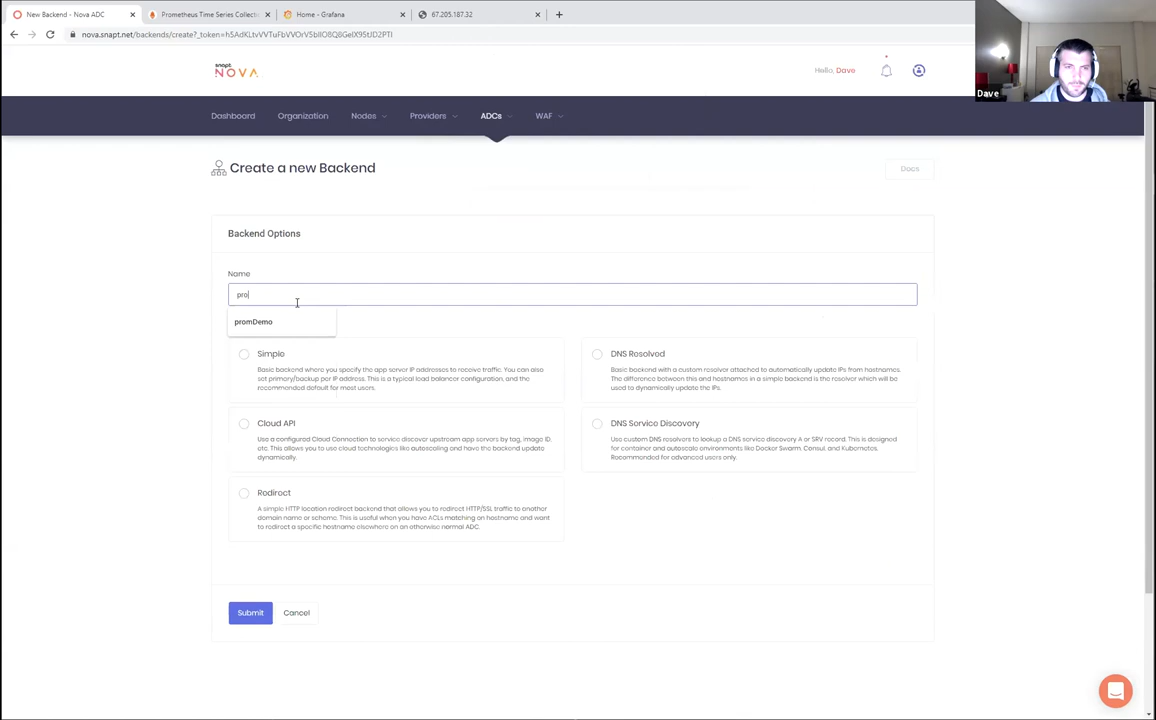 New Backend - Nova ADC
Prometheus Time Series Collectio
Home - Grafana
67.205.187.32
nova.snapt.net/backends/create?_token=h5AdKLtvVVTuFbVVOrV5blIO8Q8GelX95tJD2PTI
snapt
NOVA
Hello, Dave
Dave
Dashboard
Organization
Nodes
Providers
ADCs
WAF
Create a new Backend
Docs
Backend Options
Name
pro
promDemo
Simple
Basic backend where you specify the app server IP addresses to receive traffic. You can also
set primary/backup per IP address. This is a typical load balancer configuration, and the
recommended default for most users.
DNS Resolved
Basic backend with a custom resolver attached to automatically update IPs from hostnames.
The difference between this and hostnames in a simple backend is the resolver which will be
used to dynamically update the IPs.
Cloud API
Use a configured Cloud Connection to service discover upstream app servers by tag, image ID,
etc. This allows you to use cloud technologies like autoscaling and have the backend update
dynamically.
DNS Service Discovery
Use custom DNS resolvers to lookup a DNS service discovery A or SRV record. This is designed
for container and autoscale environments like Docker Swarm, Consul, and Kubernetes.
Recommended for advanced users only.
Redirect
A simple HTTP location redirect backend that allows you to redirect HTTP/SSL traffic to another
domain name or scheme. This is useful when you have ACLs matching on hostname and want
to redirect a specific hostname elsewhere on an otherwise normal ADC.
Submit
Cancel